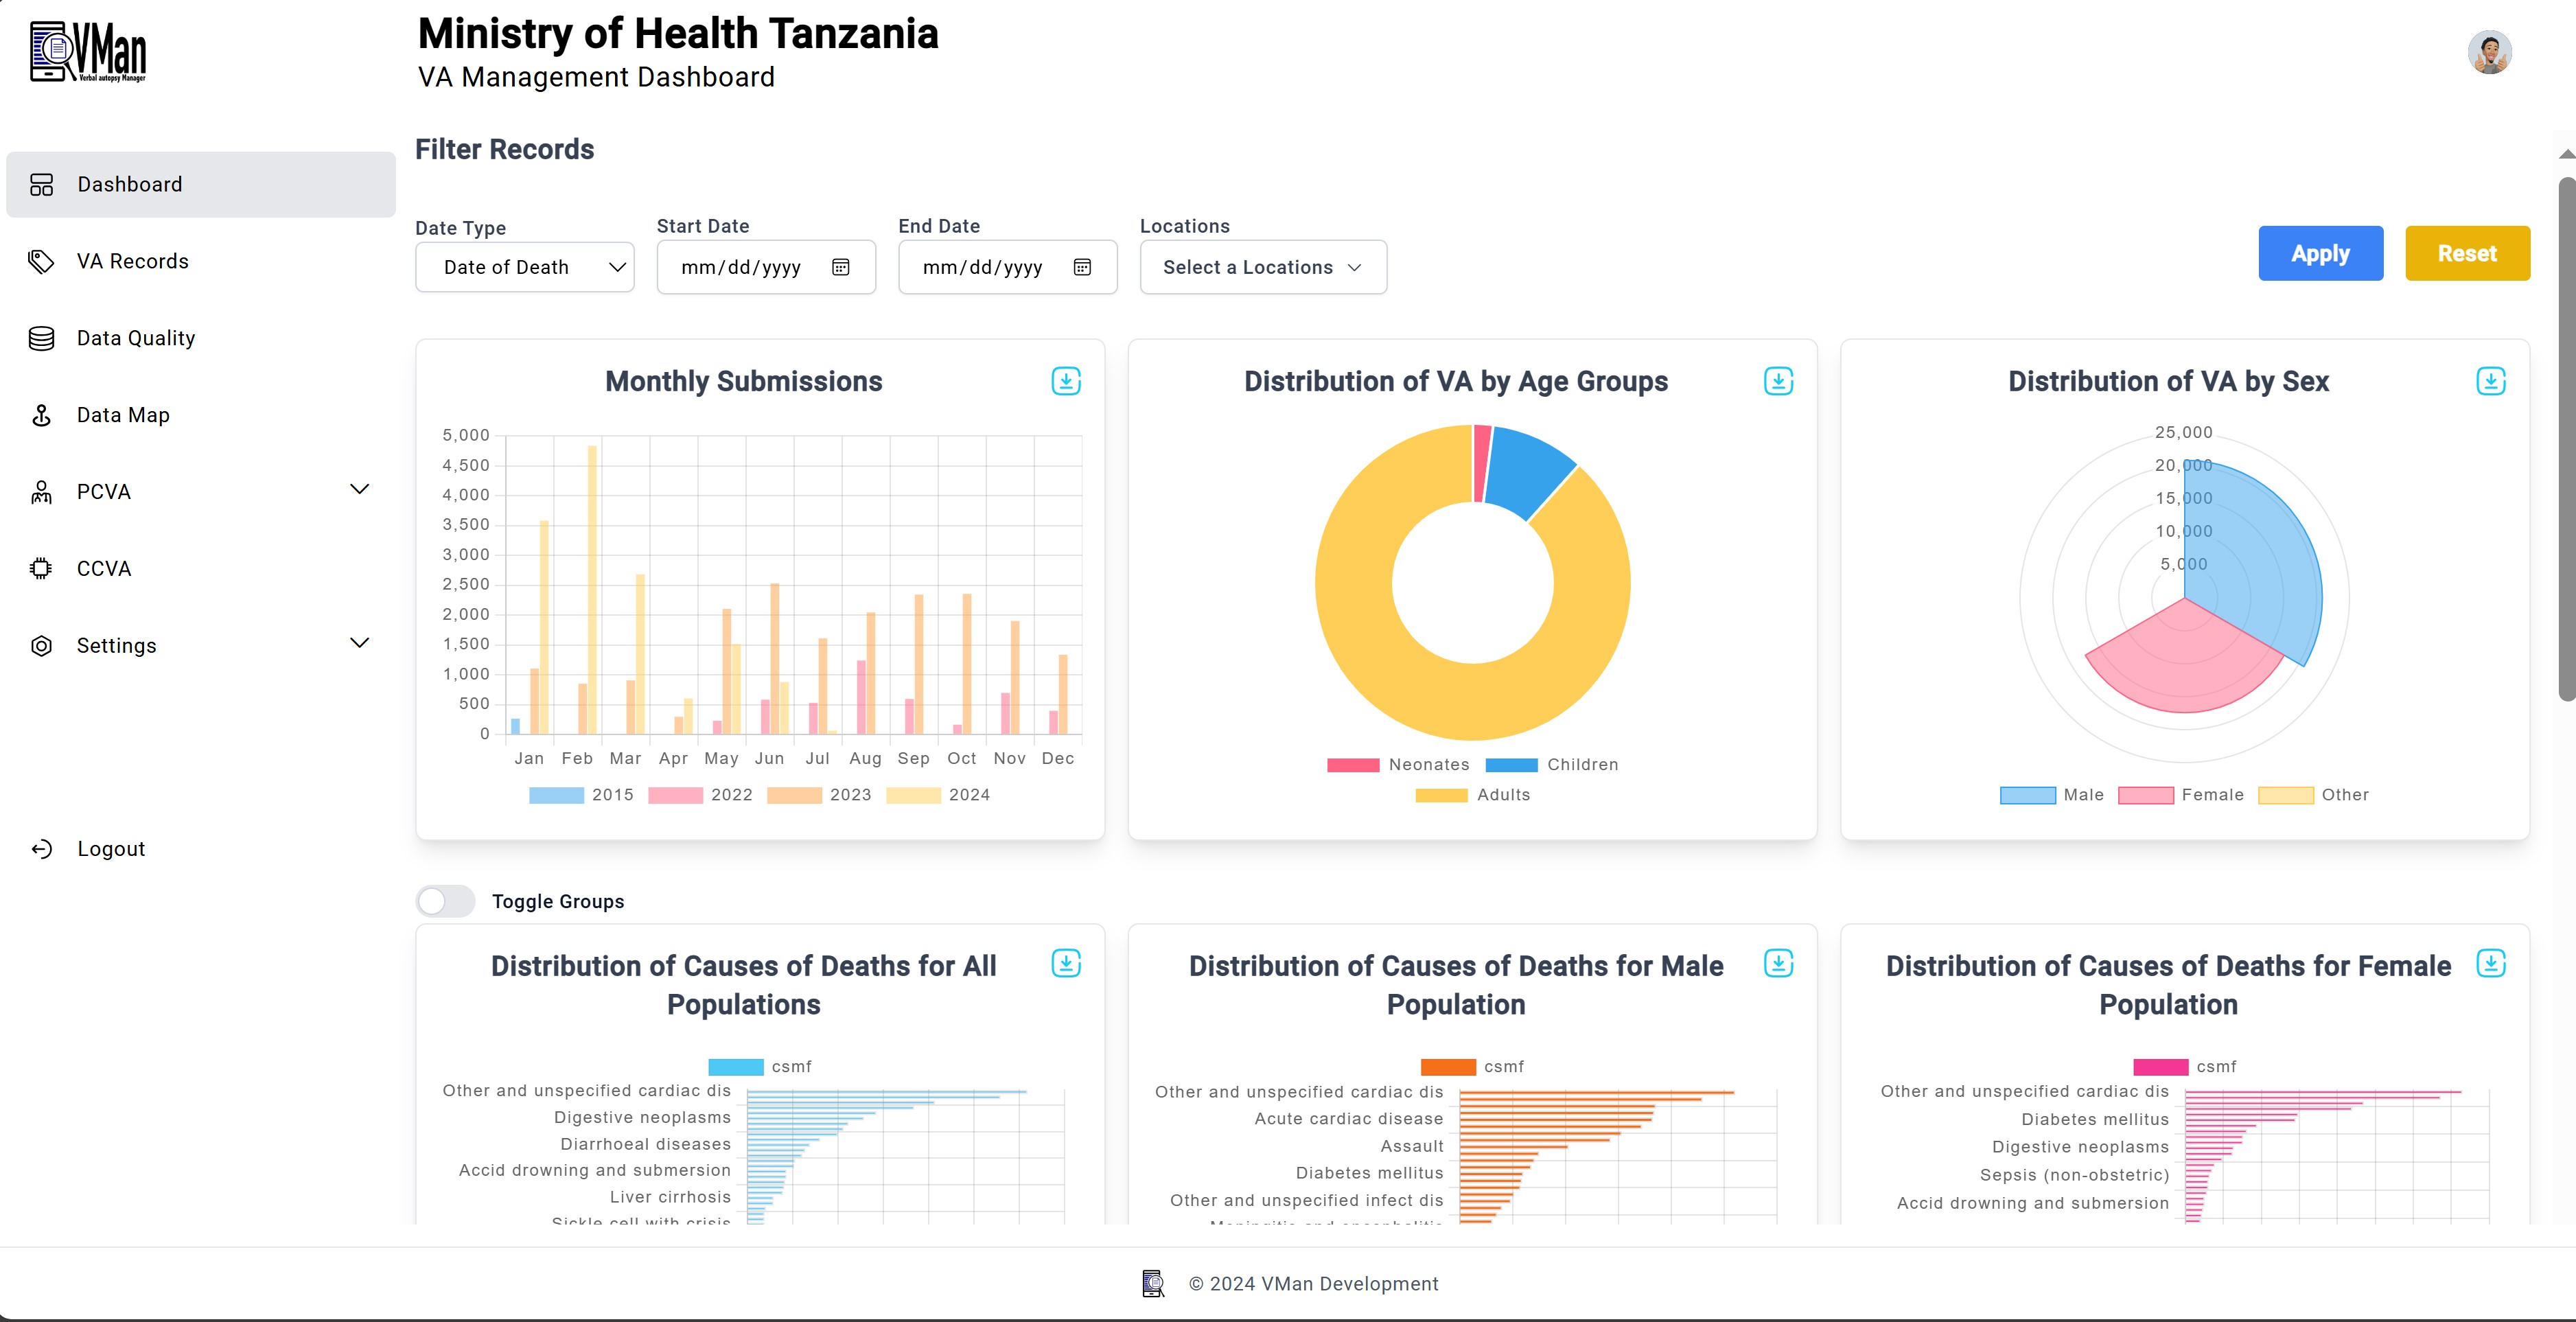 VMan
Verbal autopsy Manager
Ministry of Health Tanzania
VA Management Dashboard
Dashboard
VA Records
Data Quality
Data Map
PCVA
CCVA
Settings
Logout
Filter Records
Date Type
Start Date
End Date
Locations
Date of Death
mm/dd/yyyy
mm/dd/yyyy
Select a Locations
Apply
Reset
Monthly Submissions
5,000
4,500
4,000
3,500
3,000
2,500
2,000
1,500
1,000
500
0
Jan Feb Mar Apr May Jun Jul Aug Sep Oct Nov Dec
2015 2022 2023 2024
Distribution of VA by Age Groups
Neonates Children
Adults
Distribution of VA by Sex
25,000
20,000
15,000
10,000
5,000
Male Female Other
Toggle Groups
Distribution of Causes of Deaths for All
Populations
csmf
Other and unspecified cardiac dis
Digestive neoplasms
Diarrhoeal diseases
Accid drowning and submersion
Liver cirrhosis
Sickle cell with crisis
Distribution of Causes of Deaths for Male
Population
csmf
Other and unspecified cardiac dis
Acute cardiac disease
Assault
Diabetes mellitus
Other and unspecified infect dis
Meningitis and encephalitis
Distribution of Causes of Deaths for Female
Population
csmf
Other and unspecified cardiac dis
Diabetes mellitus
Digestive neoplasms
Sepsis (non-obstetric)
Accid drowning and submersion
© 2024 VMan Development